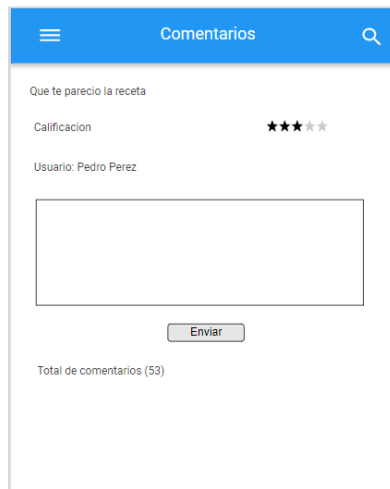 Comentarios
Que te parecio la receta
Calificacion
Usuario: Pedro Perez
Enviar
Total de comentarios (53)